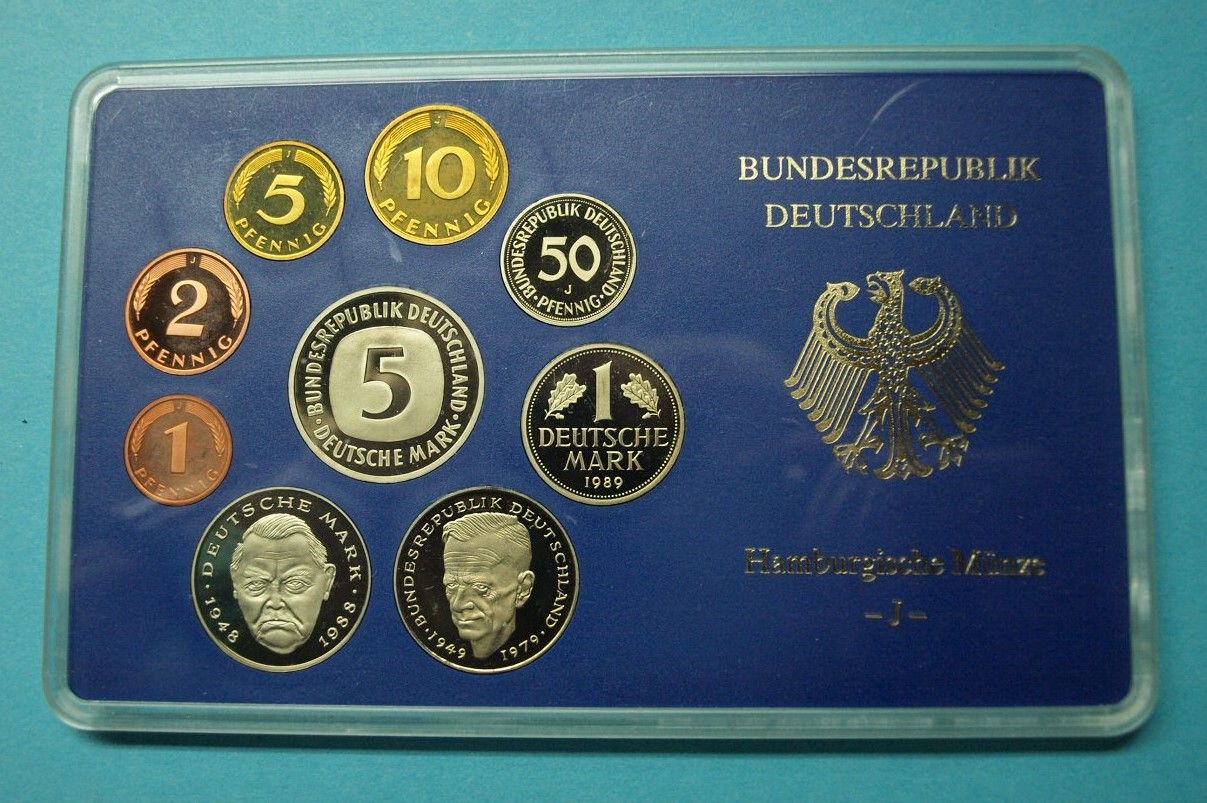 BUNDESREPUBLIK
DEUTSCHLAND
Hamburgische Münze
– J –
J
5
PFENNIG
J
10
PFENNIG
BUNDESREPUBLIK DEUTSCHLAND
50
J
· PFENNIG ·
J
2
PFENNIG
· BUNDESREPUBLIK DEUTSCHLAND ·
5
DEUTSCHE MARK
1
DEUTSCHE
MARK
1989
J
1
PFENNIG
· DEUTSCHE MARK ·
1948 1988
· BUNDESREPUBLIK DEUTSCHLAND ·
1949 1979